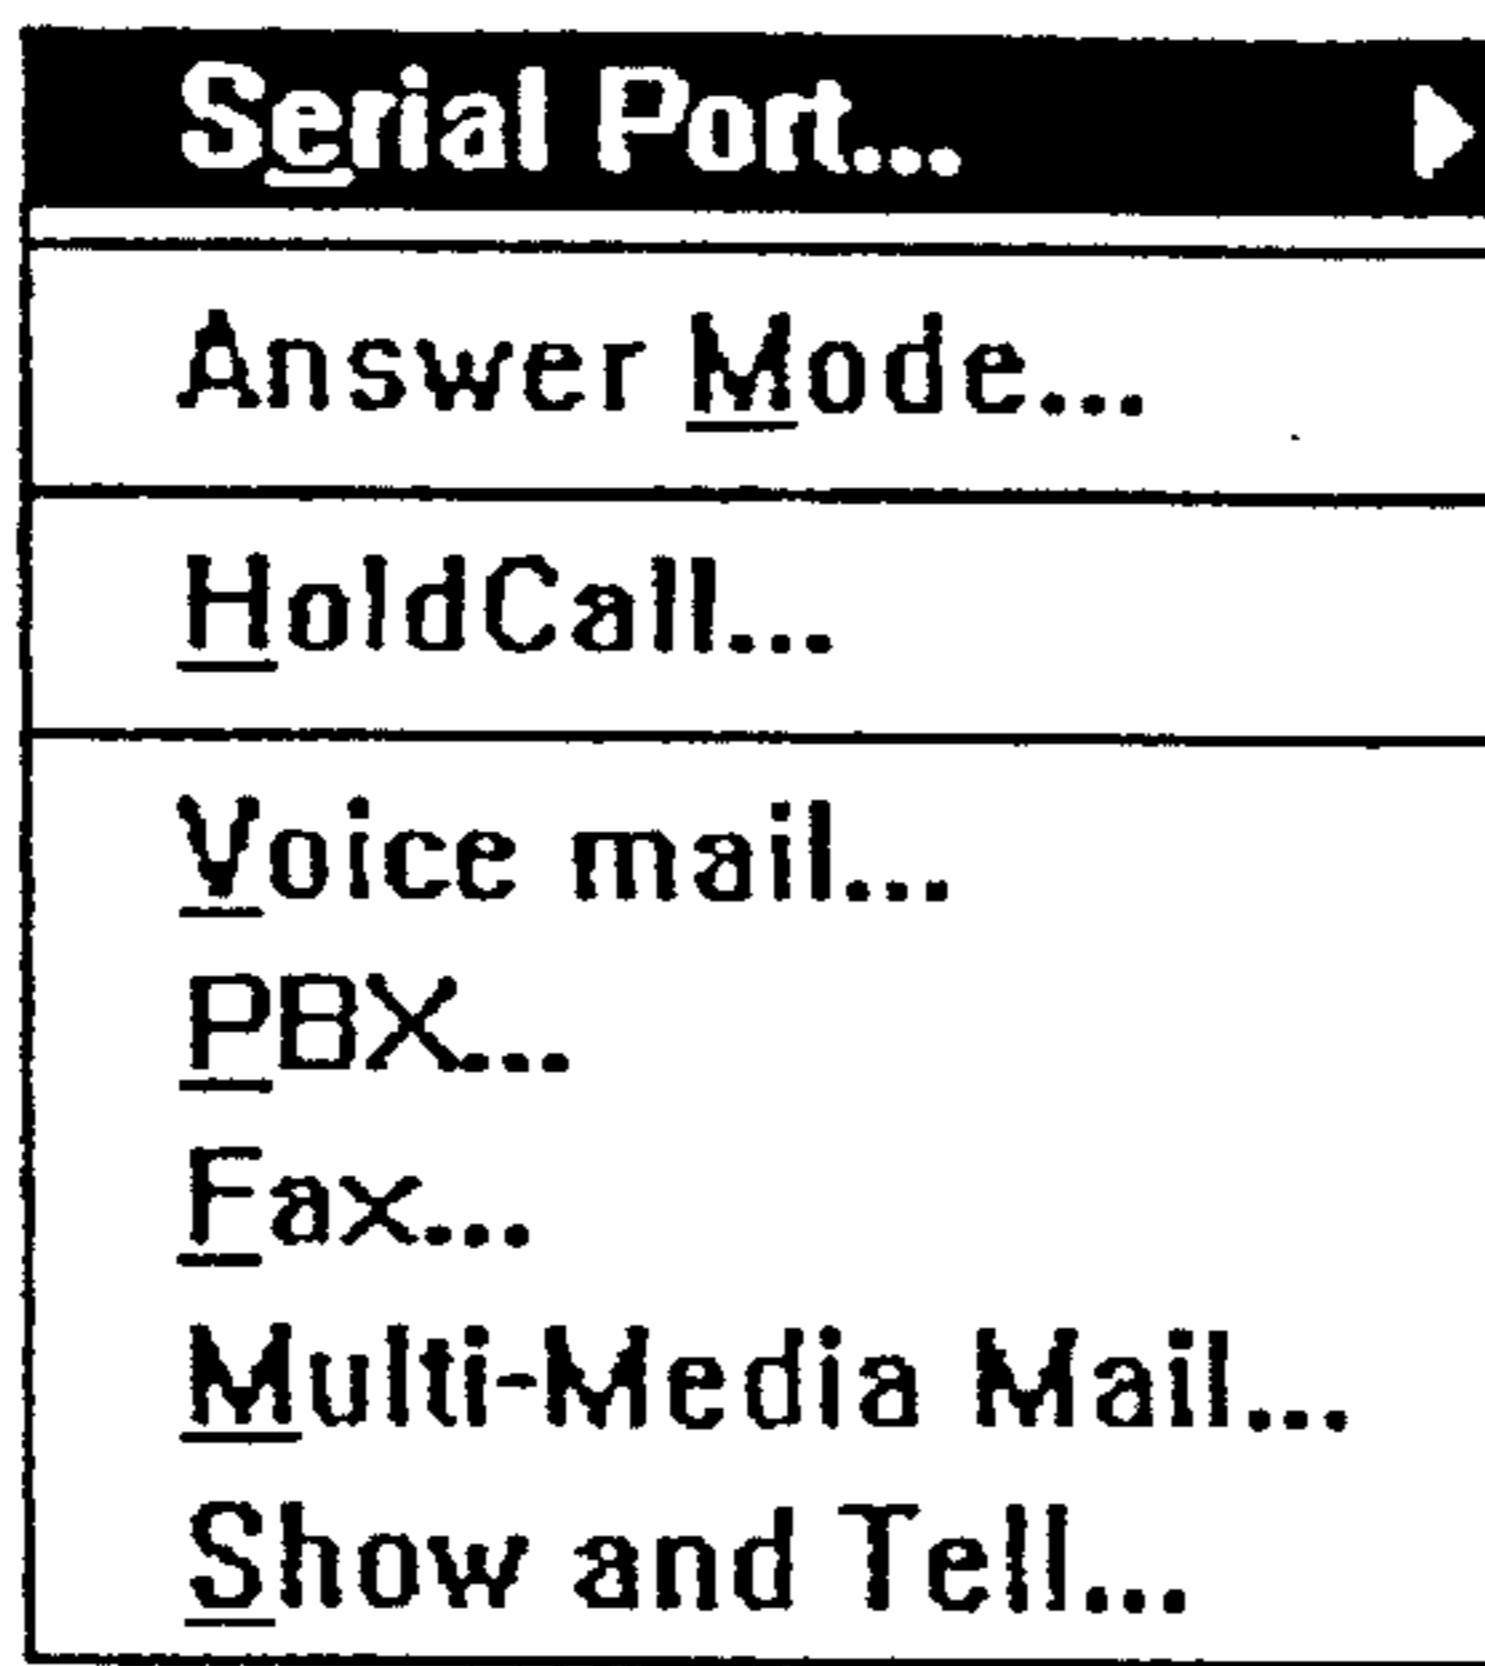 Serial Port...
Answer Mode...
HoldCall...
Voice mail...
PBX...
Fax...
Multi-Media Mail...
Show and Tell...